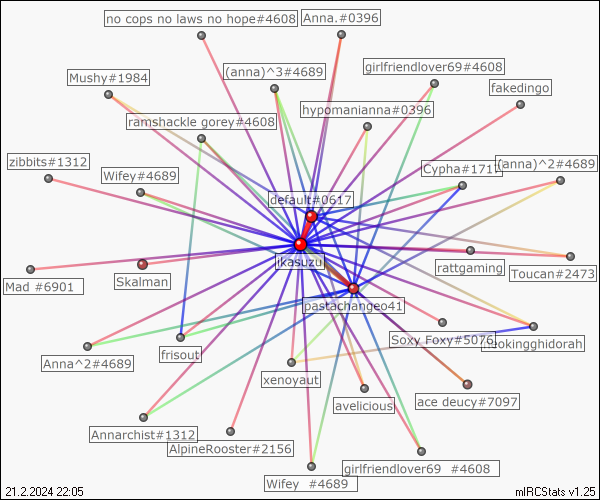 no cops no laws no hope#4608
Anna.#0396
girlfriendlover69#4608
(anna)^3#4689
Mushy#1984
fakedingo
hypomanianna#0396
ramshackle gorey#4608
zibbits#1312
Cypha#1717
(anna)^2#4689
Wifey#4689
default#0617
ikasuzu
rattgaming
Toucan#2473
Skalman
Mad #6901
pastachangeo41
Soxy Foxy#5076
frisout
Anna^2#4689
xenoyaut
avelicious
ace deucy#7097
Annarchist#1312
AlpineRooster#2156
girlfriendlover69 #4608
Wifey #4689
21.2.2024 22:05
mIRCStats v1.25